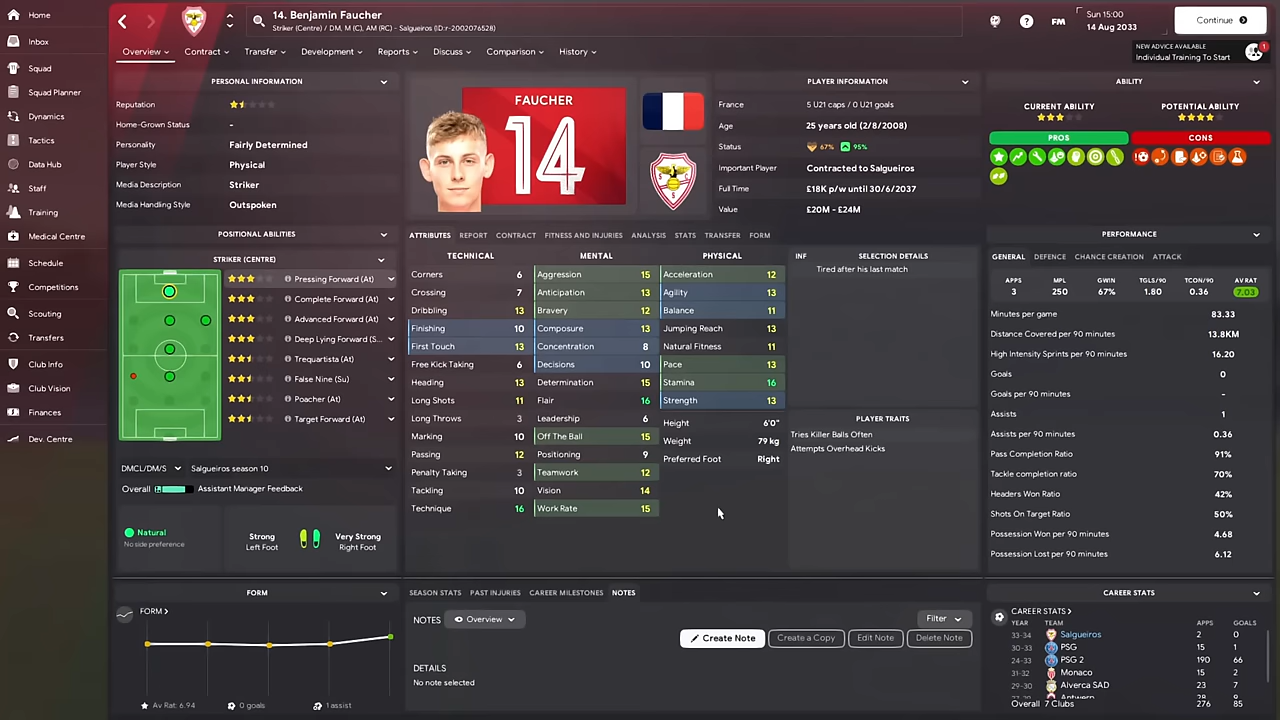 Home
Inbox
Squad
Squad Planner
Dynamics
Tactics
Data Hub
Staff
Training
Medical Centre
Schedule
Competitions
Scouting
Transfers
Club Info
Club Vision
Finances
Dev. Centre
14. Benjamin Faucher
Striker (Centre) / DM, M (C), AM (RC) - Salgueiros (ID:r-2002076528)
FM
Sun 15:00
14 Aug 2033
Continue
Overview
Contract
Transfer
Development
Reports
Discuss
Comparison
History
NEW ADVICE AVAILABLE
Individual Training To Start
1
PERSONAL INFORMATION
Reputation
Home-Grown Status -
Personality Fairly Determined
Player Style Physical
Media Description Striker
Media Handling Style Outspoken
FAUCHER
14
PLAYER INFORMATION
France 5 U21 caps / 0 U21 goals
Age 25 years old (2/8/2008)
Status 67% 95%
Important Player Contracted to Salgueiros
Full Time £18K p/w until 30/6/2037
Value £20M - £24M
ABILITY
CURRENT ABILITY
POTENTIAL ABILITY
PROS
CONS
POSITIONAL ABILITIES
STRIKER (CENTRE)
Pressing Forward (At)
Complete Forward (At)
Advanced Forward (At)
Deep Lying Forward (S...
Trequartista (At)
False Nine (Su)
Poacher (At)
Target Forward (At)
DMCL/DM/S
Salgueiros season 10
Overall Assistant Manager Feedback
Natural
No side preference
Strong
Left Foot
Very Strong
Right Foot
ATTRIBUTES
REPORT
CONTRACT
FITNESS AND INJURIES
ANALYSIS
STATS
TRANSFER
FORM
TECHNICAL
Corners 6
Crossing 7
Dribbling 13
Finishing 10
First Touch 13
Free Kick Taking 6
Heading 13
Long Shots 11
Long Throws 3
Marking 10
Passing 12
Penalty Taking 3
Tackling 10
Technique 16
MENTAL
Aggression 15
Anticipation 13
Bravery 12
Composure 13
Concentration 8
Decisions 10
Determination 15
Flair 16
Leadership 6
Off The Ball 15
Positioning 9
Teamwork 12
Vision 14
Work Rate 15
PHYSICAL
Acceleration 12
Agility 13
Balance 11
Jumping Reach 13
Natural Fitness 11
Pace 13
Stamina 16
Strength 13
Height 6'0"
Weight 79 kg
Preferred Foot Right
INF
SELECTION DETAILS
Tired after his last match
PLAYER TRAITS
Tries Killer Balls Often
Attempts Overhead Kicks
PERFORMANCE
GENERAL
DEFENCE
CHANCE CREATION
ATTACK
APPS MPL GWIN TGLS/90 TCON/90 AV RAT
3 250 67% 1.80 0.36 7.03
Minutes per game 83.33
Distance Covered per 90 minutes 13.8KM
High Intensity Sprints per 90 minutes 16.20
Goals 0
Goals per 90 minutes -
Assists 1
Assists per 90 minutes 0.36
Pass Completion Ratio 91%
Tackle completion ratio 70%
Headers Won Ratio 42%
Shots On Target Ratio 50%
Possession Won per 90 minutes 4.68
Possession Lost per 90 minutes 6.12
FORM
FORM >
Av Rat: 6.94
0 goals
1 assist
SEASON STATS
PAST INJURIES
CAREER MILESTONES
NOTES
NOTES
Overview
Filter
Create Note
Create a Copy
Edit Note
Delete Note
DETAILS
No note selected
CAREER STATS
CAREER STATS >
YEAR TEAM APPS GOALS
33-34 Salgueiros 2 0
30-33 PSG 15 1
24-33 PSG 2 190 66
31-32 Monaco 15 2
29-30 Alverca SAD 23 7
Antwerp 28 9
Overall 7 Clubs 276 85